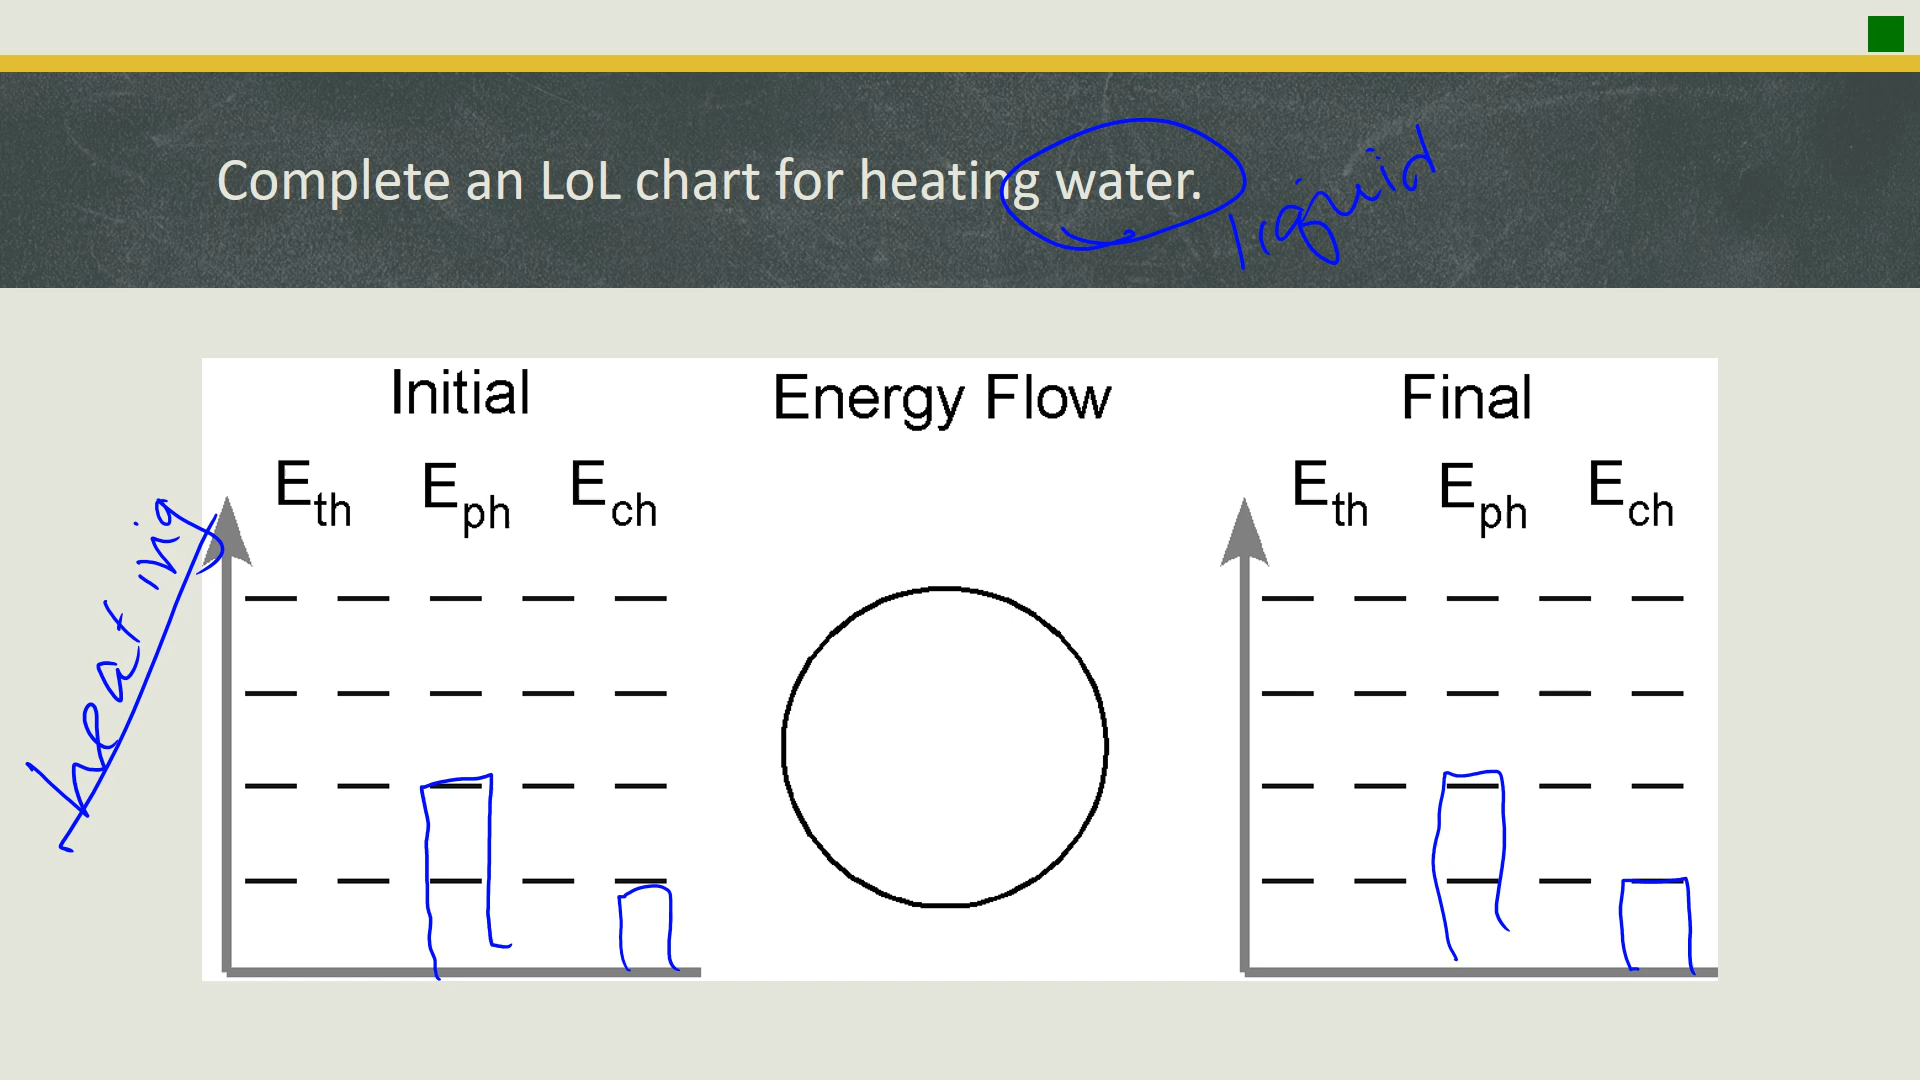 Complete an LoL chart for heating water.
liquid
Initial
Energy Flow
Final
Eth Eph Ech
Eth Eph Ech
heating